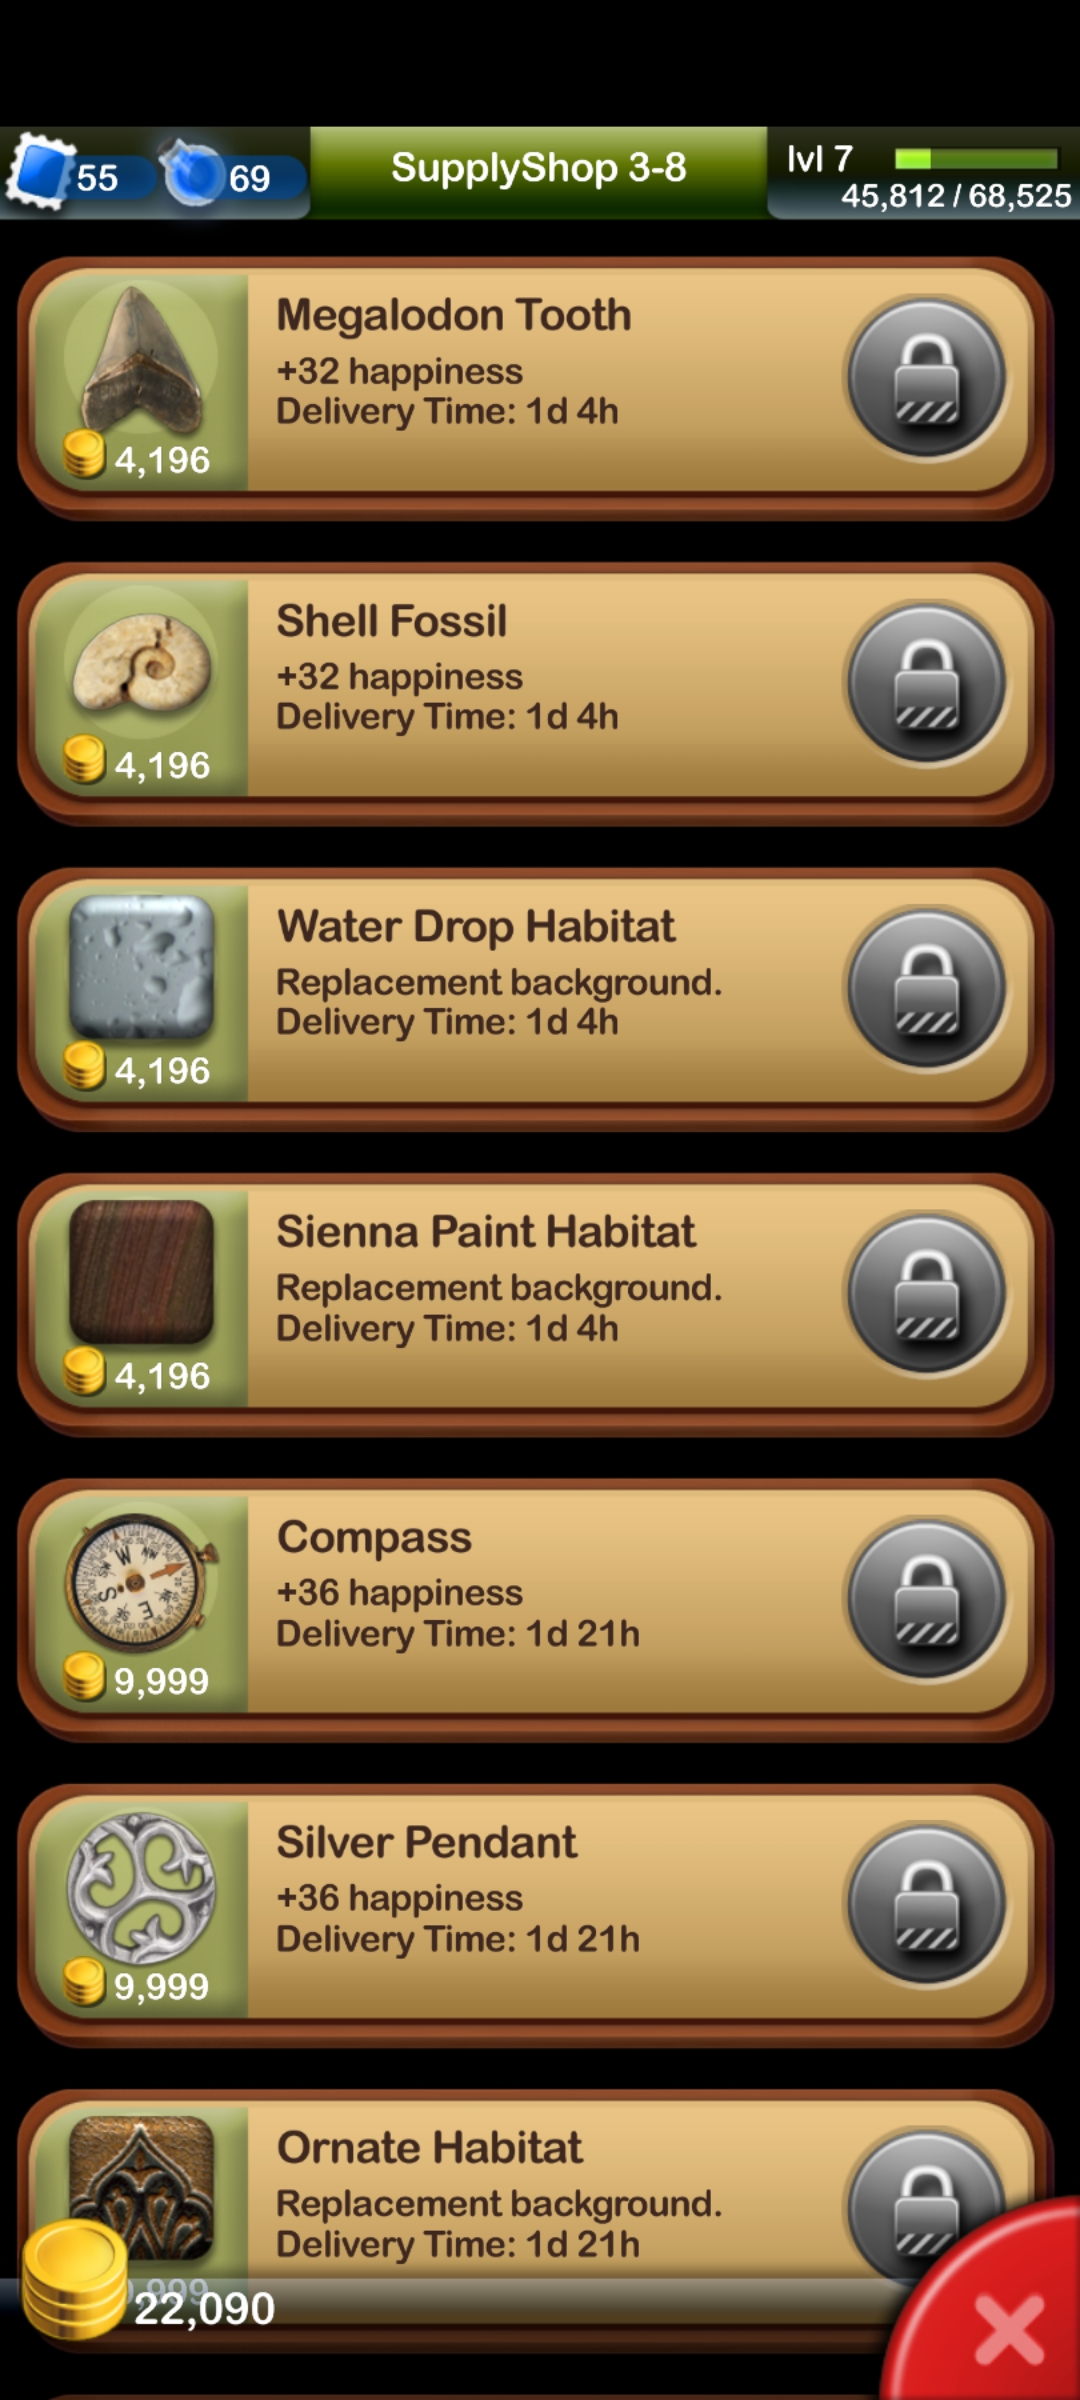 55
69
SupplyShop 3-8
lvl 7
45,812 / 68,525
Megalodon Tooth
+32 happiness
Delivery Time: 1d 4h
4,196
Shell Fossil
+32 happiness
Delivery Time: 1d 4h
4,196
Water Drop Habitat
Replacement background.
Delivery Time: 1d 4h
4,196
Sienna Paint Habitat
Replacement background.
Delivery Time: 1d 4h
4,196
Compass
+36 happiness
Delivery Time: 1d 21h
9,999
Silver Pendant
+36 happiness
Delivery Time: 1d 21h
9,999
Ornate Habitat
Replacement background.
Delivery Time: 1d 21h
22,090